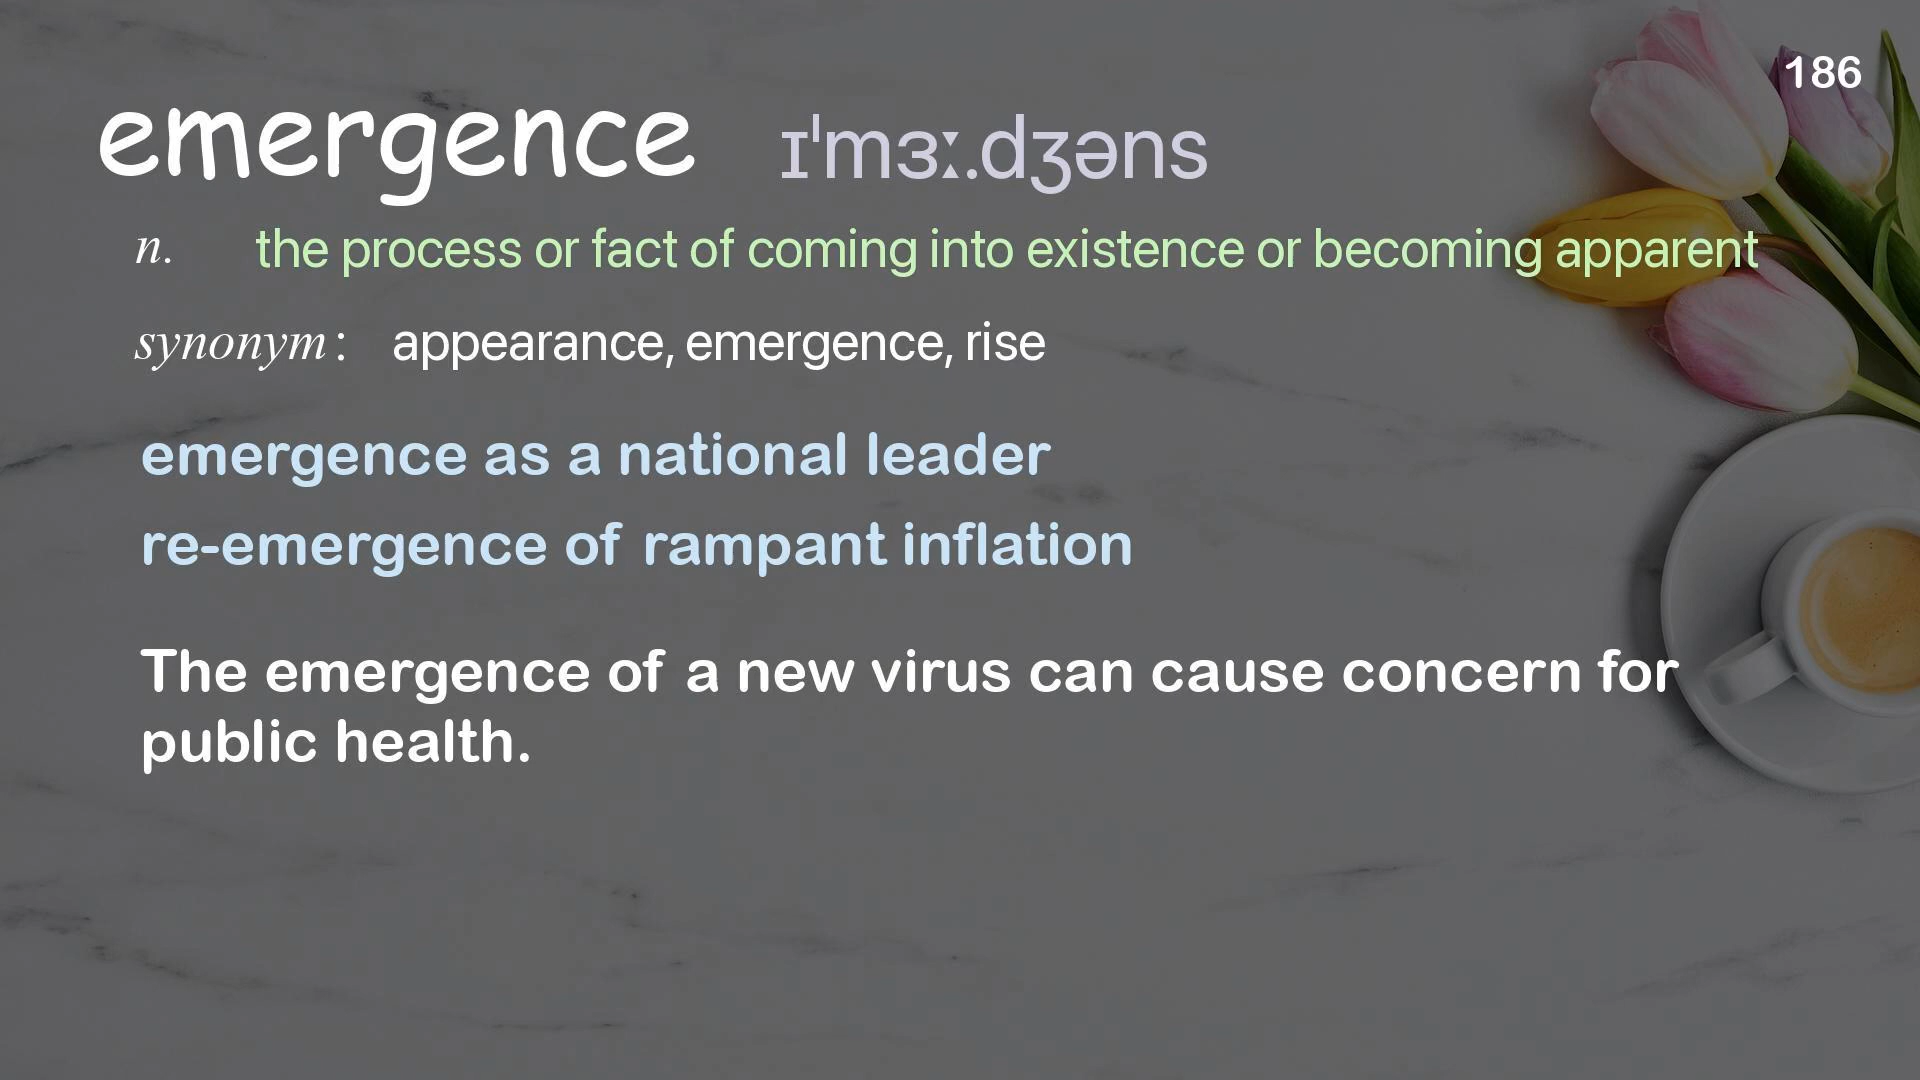 186
emergence ɪˈmɜː.dʒəns
n. the process or fact of coming into existence or becoming apparent
synonym: appearance, emergence, rise
emergence as a national leader
re-emergence of rampant inflation
The emergence of a new virus can cause concern for
public health.